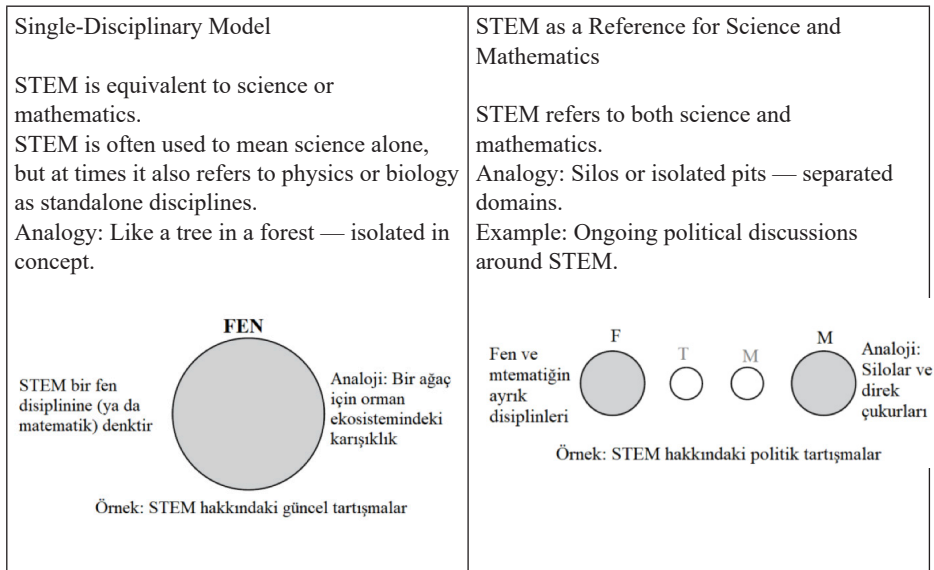 Single-Disciplinary Model
STEM is equivalent to science or
mathematics.
STEM is often used to mean science alone,
but at times it also refers to physics or biology
as standalone disciplines.
Analogy: Like a tree in a forest — isolated in
concept.
FEN
STEM bir fen
disiplinine (ya da
matematik) denktir
Analoji: Bir ağaç
için orman
ekosistemindeki
karışıklık
Örnek: STEM hakkındaki güncel tartışmalar
STEM as a Reference for Science and
Mathematics
STEM refers to both science and
mathematics.
Analogy: Silos or isolated pits — separated
domains.
Example: Ongoing political discussions
around STEM.
Fen ve
mtematiğin
ayrık
disiplinleri
F
T
M
M
Analoji:
Silolar ve
direk
çukurları
Örnek: STEM hakkındaki politik tartışmalar